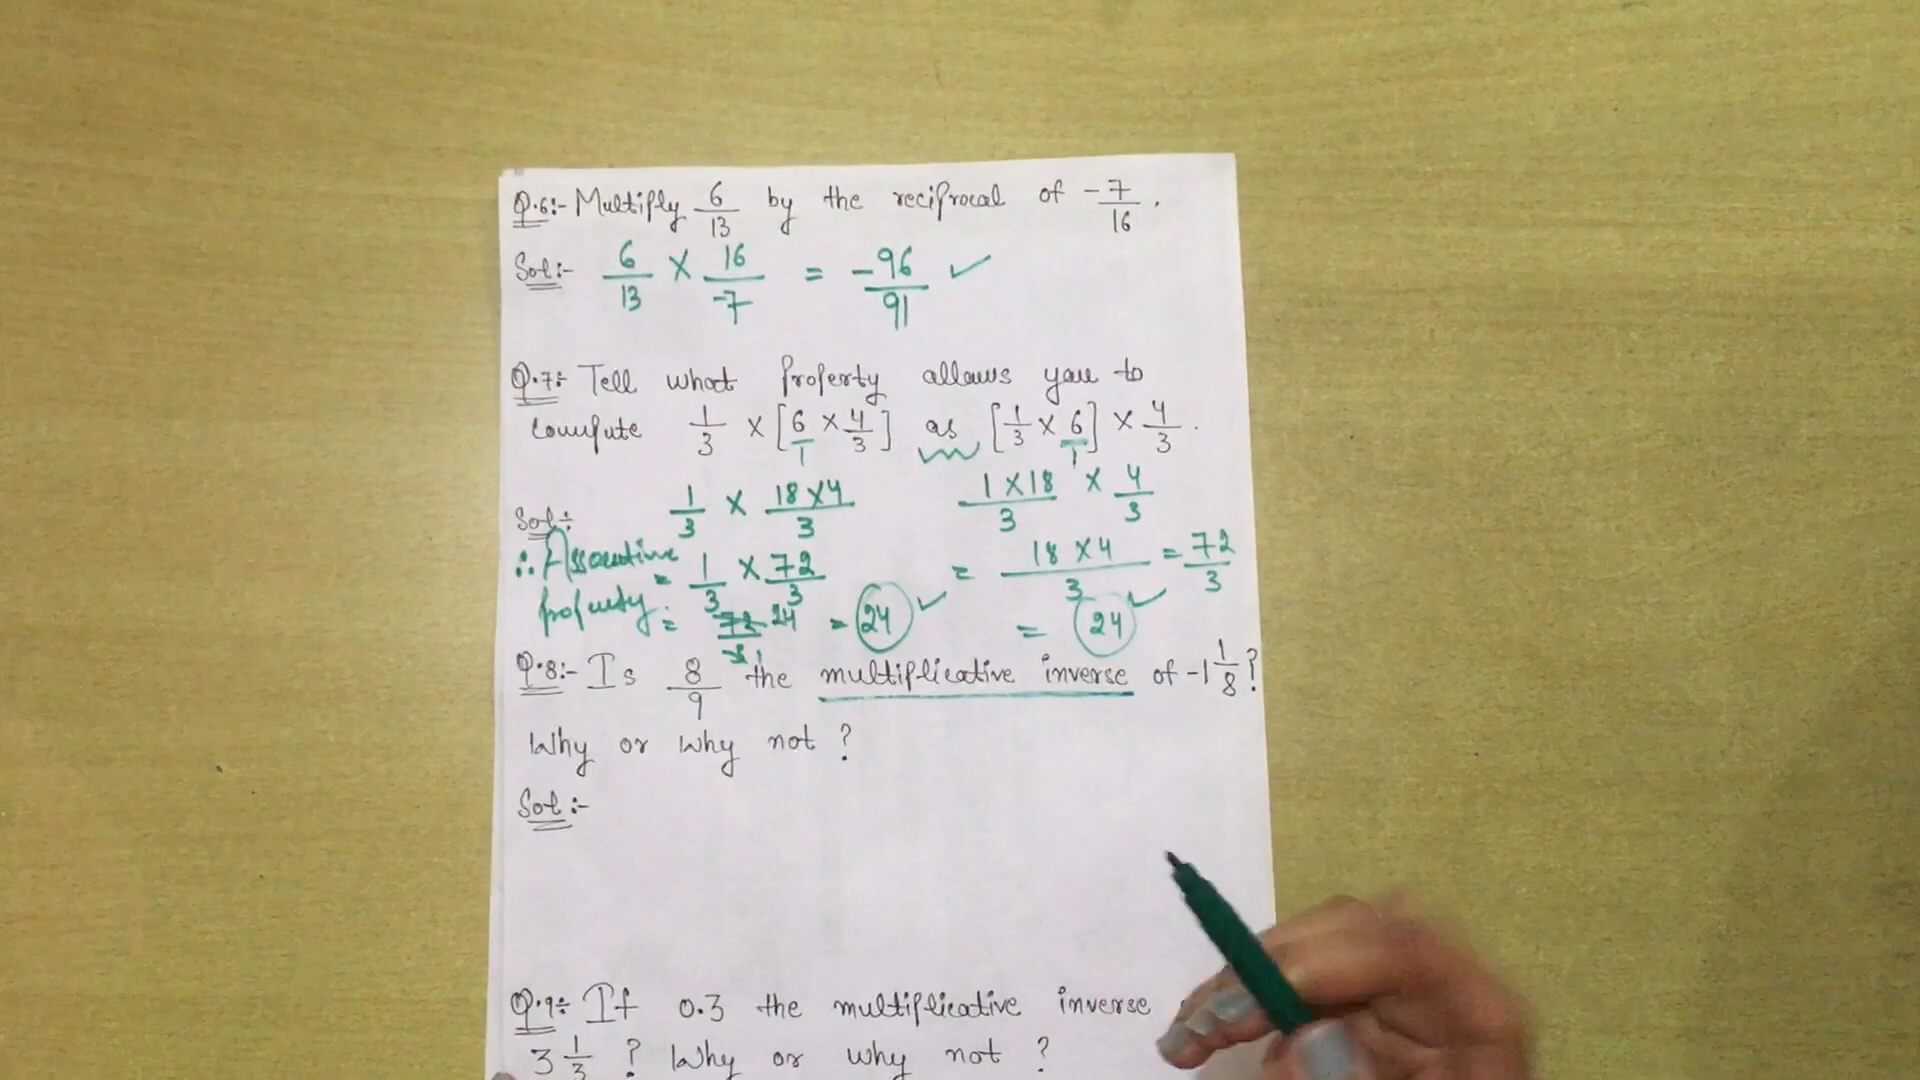 Q.6:- Multiply 6/13 by the reciprocal of -7/16.
Sol:- 6/13 × 16/-7 = -96/91 ✓
Q.7:- Tell what property allows you to
compute 1/3 × [6/1 × 4/3] as [1/3 × 6/1] × 4/3.
Sol:- 1/3 × 18×4/3    1×18/3 × 4/3
∴ Associative property = 1/3 × 72/3    = 18×4/3 = 72/3
= 72/3 24/1 = 24 ✓    = 24 ✓
Q.8:- Is 8/9 the multiplicative inverse of -1 1/8?
Why or why not?
Sol:-
Q.9:- If 0.3 the multiplicative inverse
3 1/3? Why or why not?